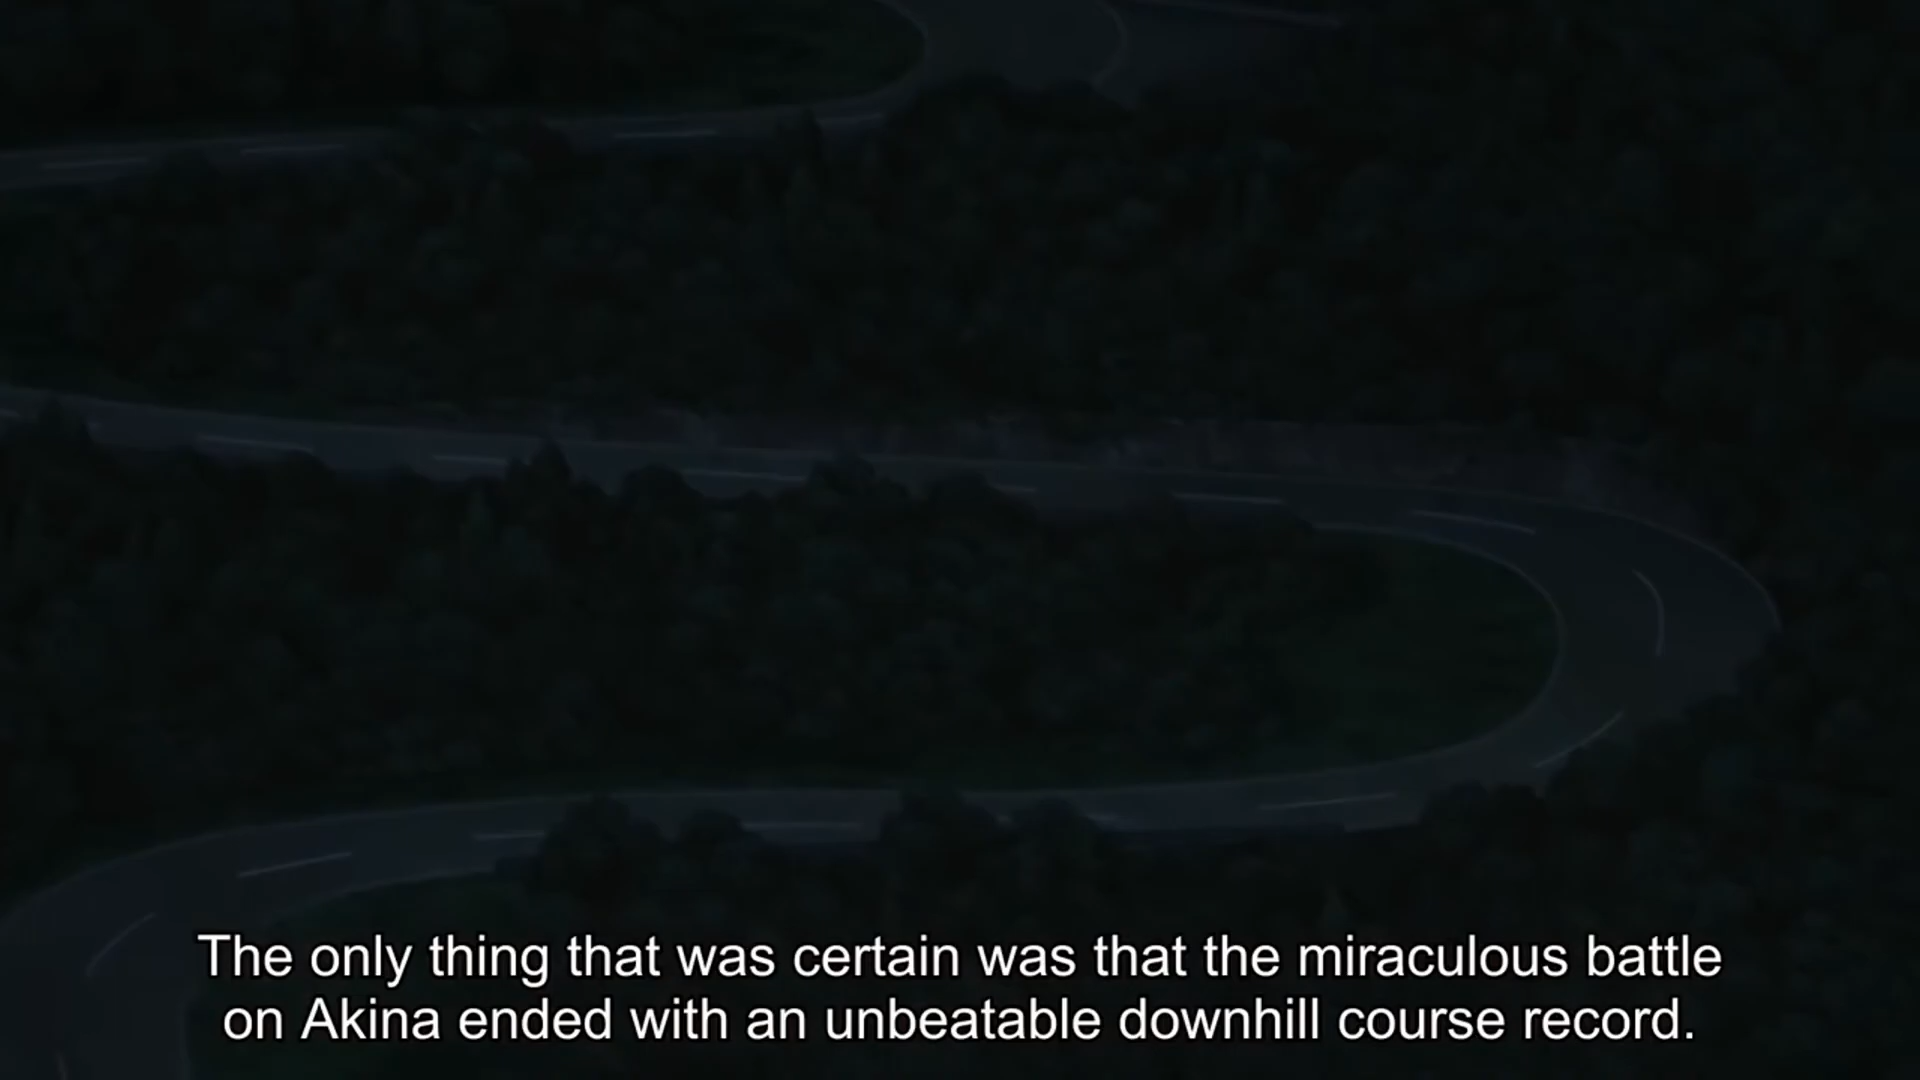 The only thing that was certain was that the miraculous battle
on Akina ended with an unbeatable downhill course record.